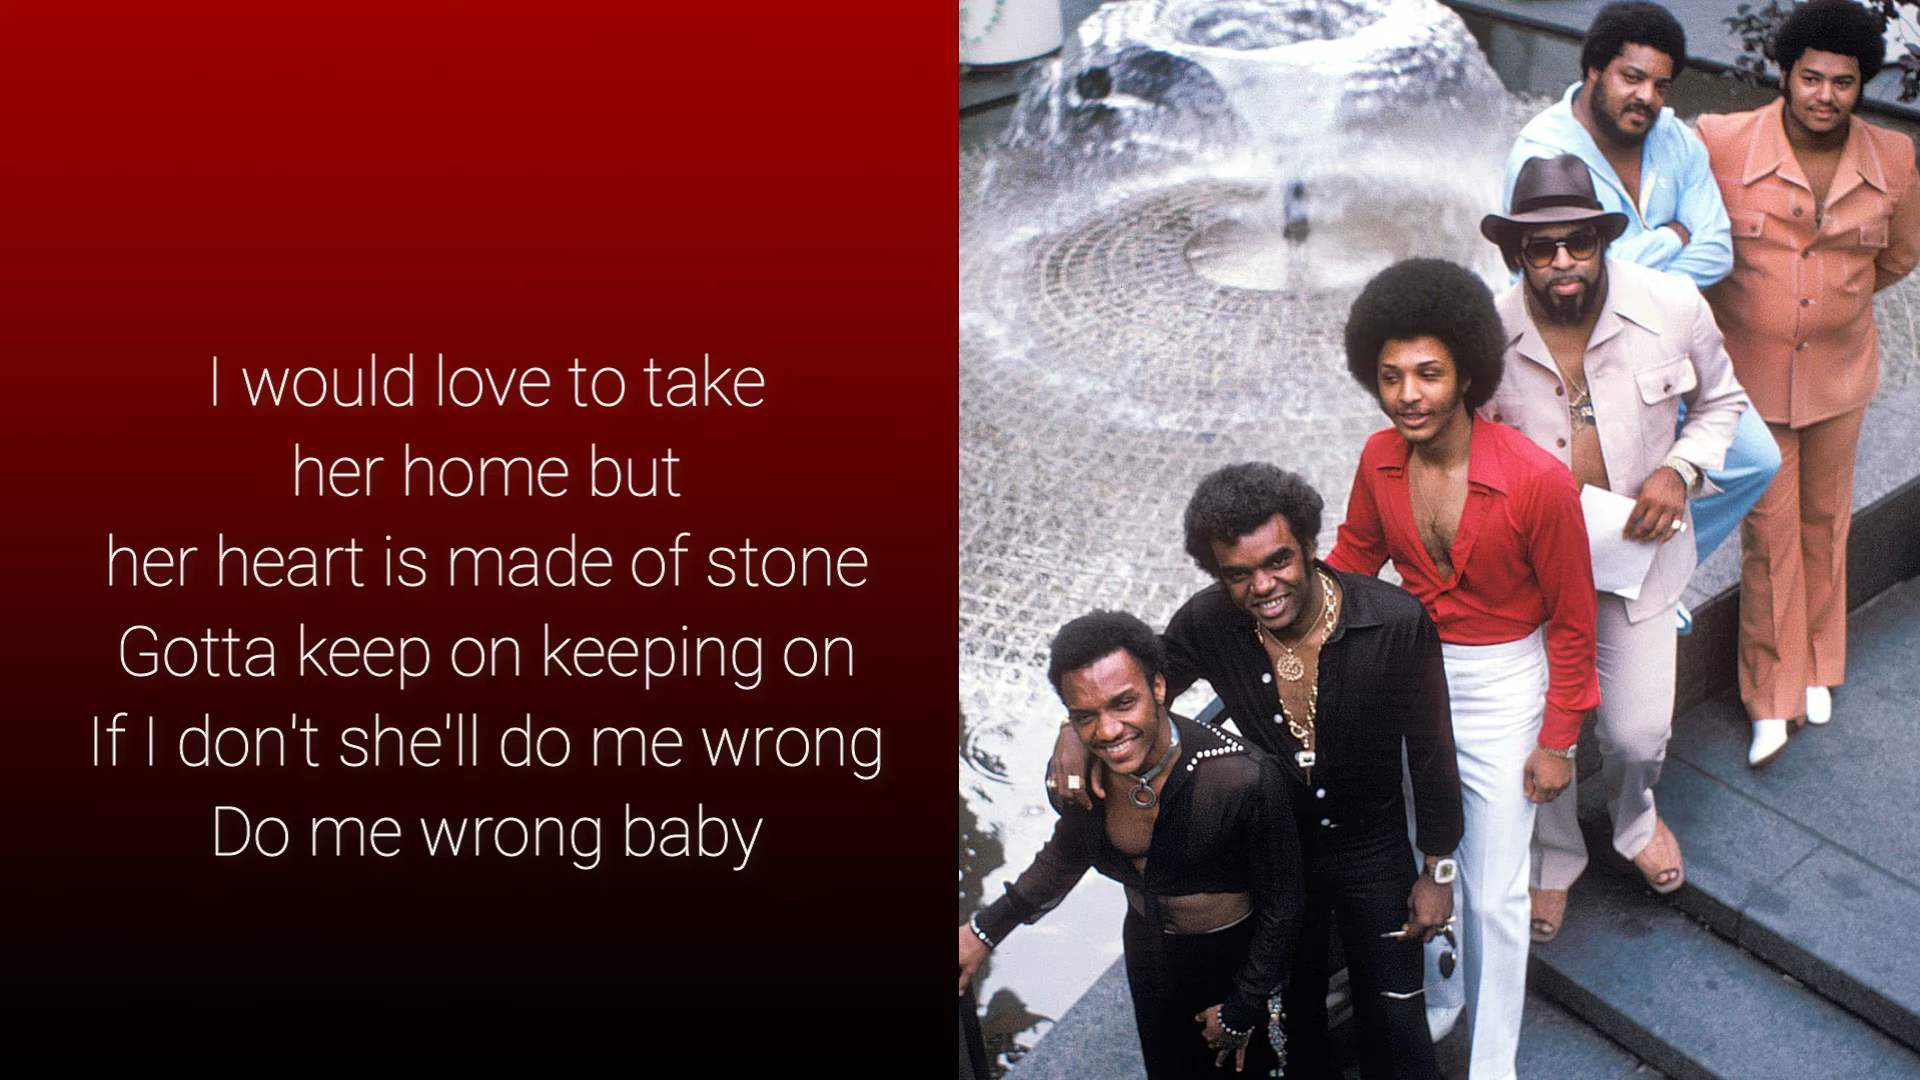 I would love to take
her home but
her heart is made of stone
Gotta keep on keeping on
If I don't she'll do me wrong
Do me wrong baby